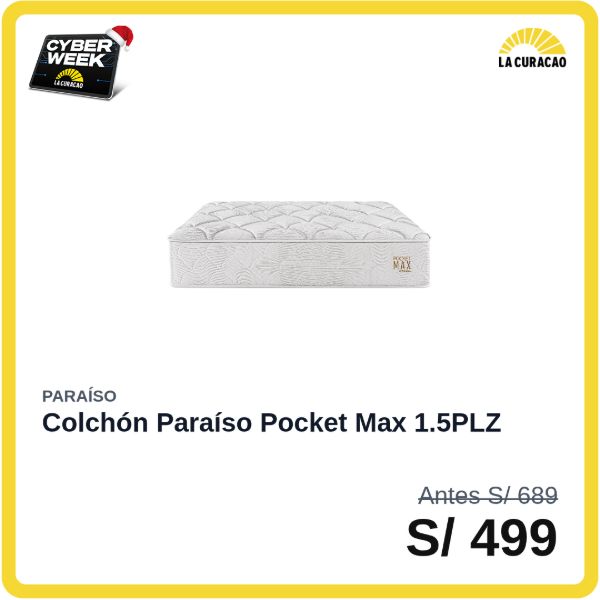 CYBER
WEEK
LA CURACAO
LA CURACAO
POCKET
MAX
PARAÍSO
Colchón Paraíso Pocket Max 1.5PLZ
Antes S/ 689
S/ 499